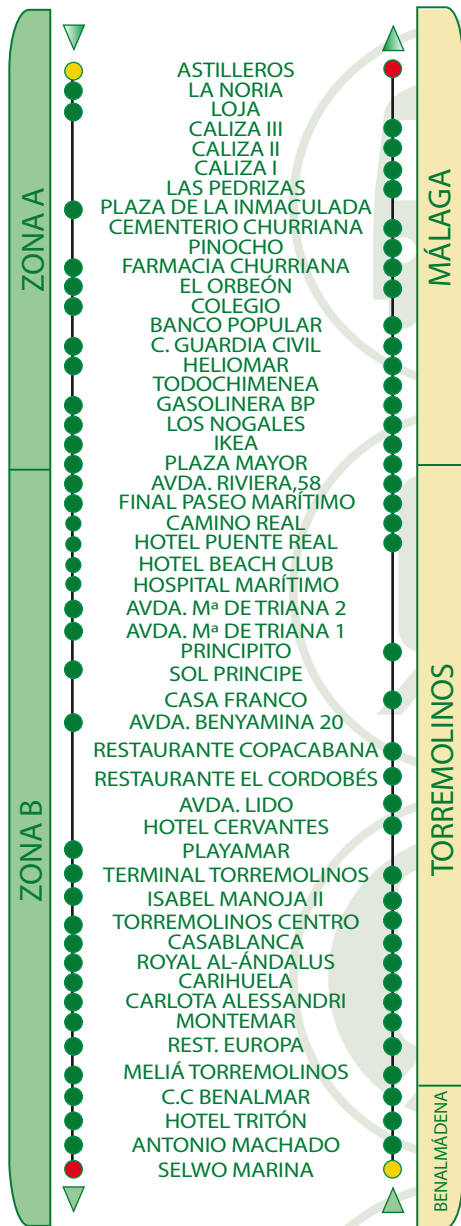 ZONA A
ZONA B
ASTILLEROS
LA NORIA
LOJA
CALIZA III
CALIZA II
CALIZA I
LAS PEDRIZAS
PLAZA DE LA INMACULADA
CEMENTERIO CHURRIANA
PINOCHO
FARMACIA CHURRIANA
EL ORBEÓN
COLEGIO
BANCO POPULAR
C. GUARDIA CIVIL
HELIOMAR
TODOCHIMENEA
GASOLINERA BP
LOS NOGALES
IKEA
PLAZA MAYOR
AVDA. RIVIERA,58
FINAL PASEO MARÍTIMO
CAMINO REAL
HOTEL PUENTE REAL
HOTEL BEACH CLUB
HOSPITAL MARÍTIMO
AVDA. Mª DE TRIANA 2
AVDA. Mª DE TRIANA 1
PRINCIPITO
SOL PRINCIPE
CASA FRANCO
AVDA. BENYAMINA 20
RESTAURANTE COPACABANA
RESTAURANTE EL CORDOBÉS
AVDA. LIDO
HOTEL CERVANTES
PLAYAMAR
TERMINAL TORREMOLINOS
ISABEL MANOJA II
TORREMOLINOS CENTRO
CASABLANCA
ROYAL AL-ÁNDALUS
CARIHUELA
CARLOTA ALESSANDRI
MONTEMAR
REST. EUROPA
MELIÁ TORREMOLINOS
C.C BENALMAR
HOTEL TRITÓN
ANTONIO MACHADO
SELWO MARINA
MÁLAGA
TORREMOLINOS
BENALMÁDENA